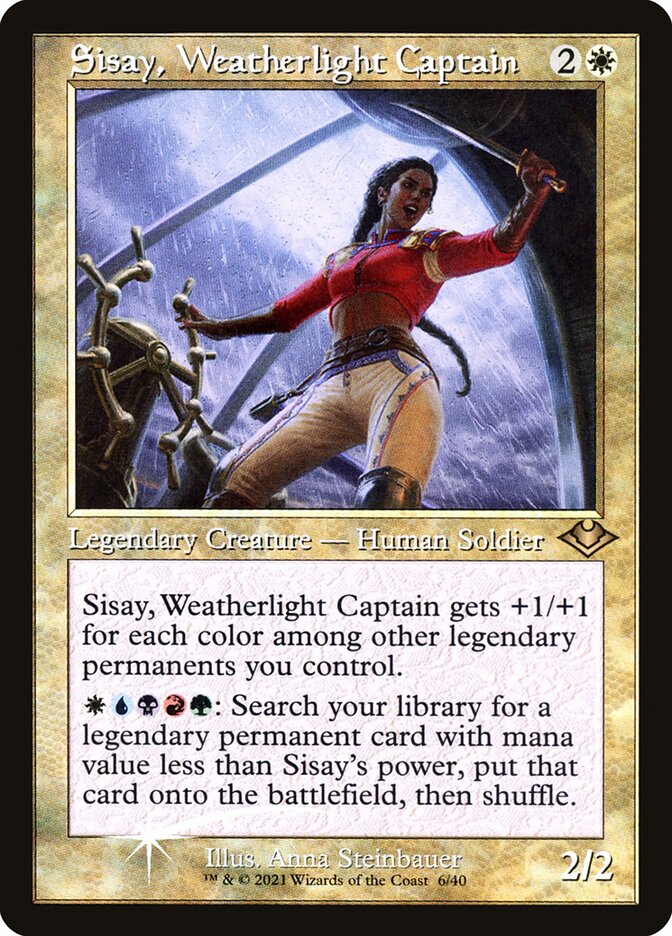 Sisay, Weatherlight Captain 2
Legendary Creature — Human Soldier
Sisay, Weatherlight Captain gets +1/+1
for each color among other legendary
permanents you control.
: Search your library for a
legendary permanent card with mana
value less than Sisay's power, put that
card onto the battlefield, then shuffle.
Illus. Anna Steinbauer
™ & © 2021 Wizards of the Coast 6/40
2/2